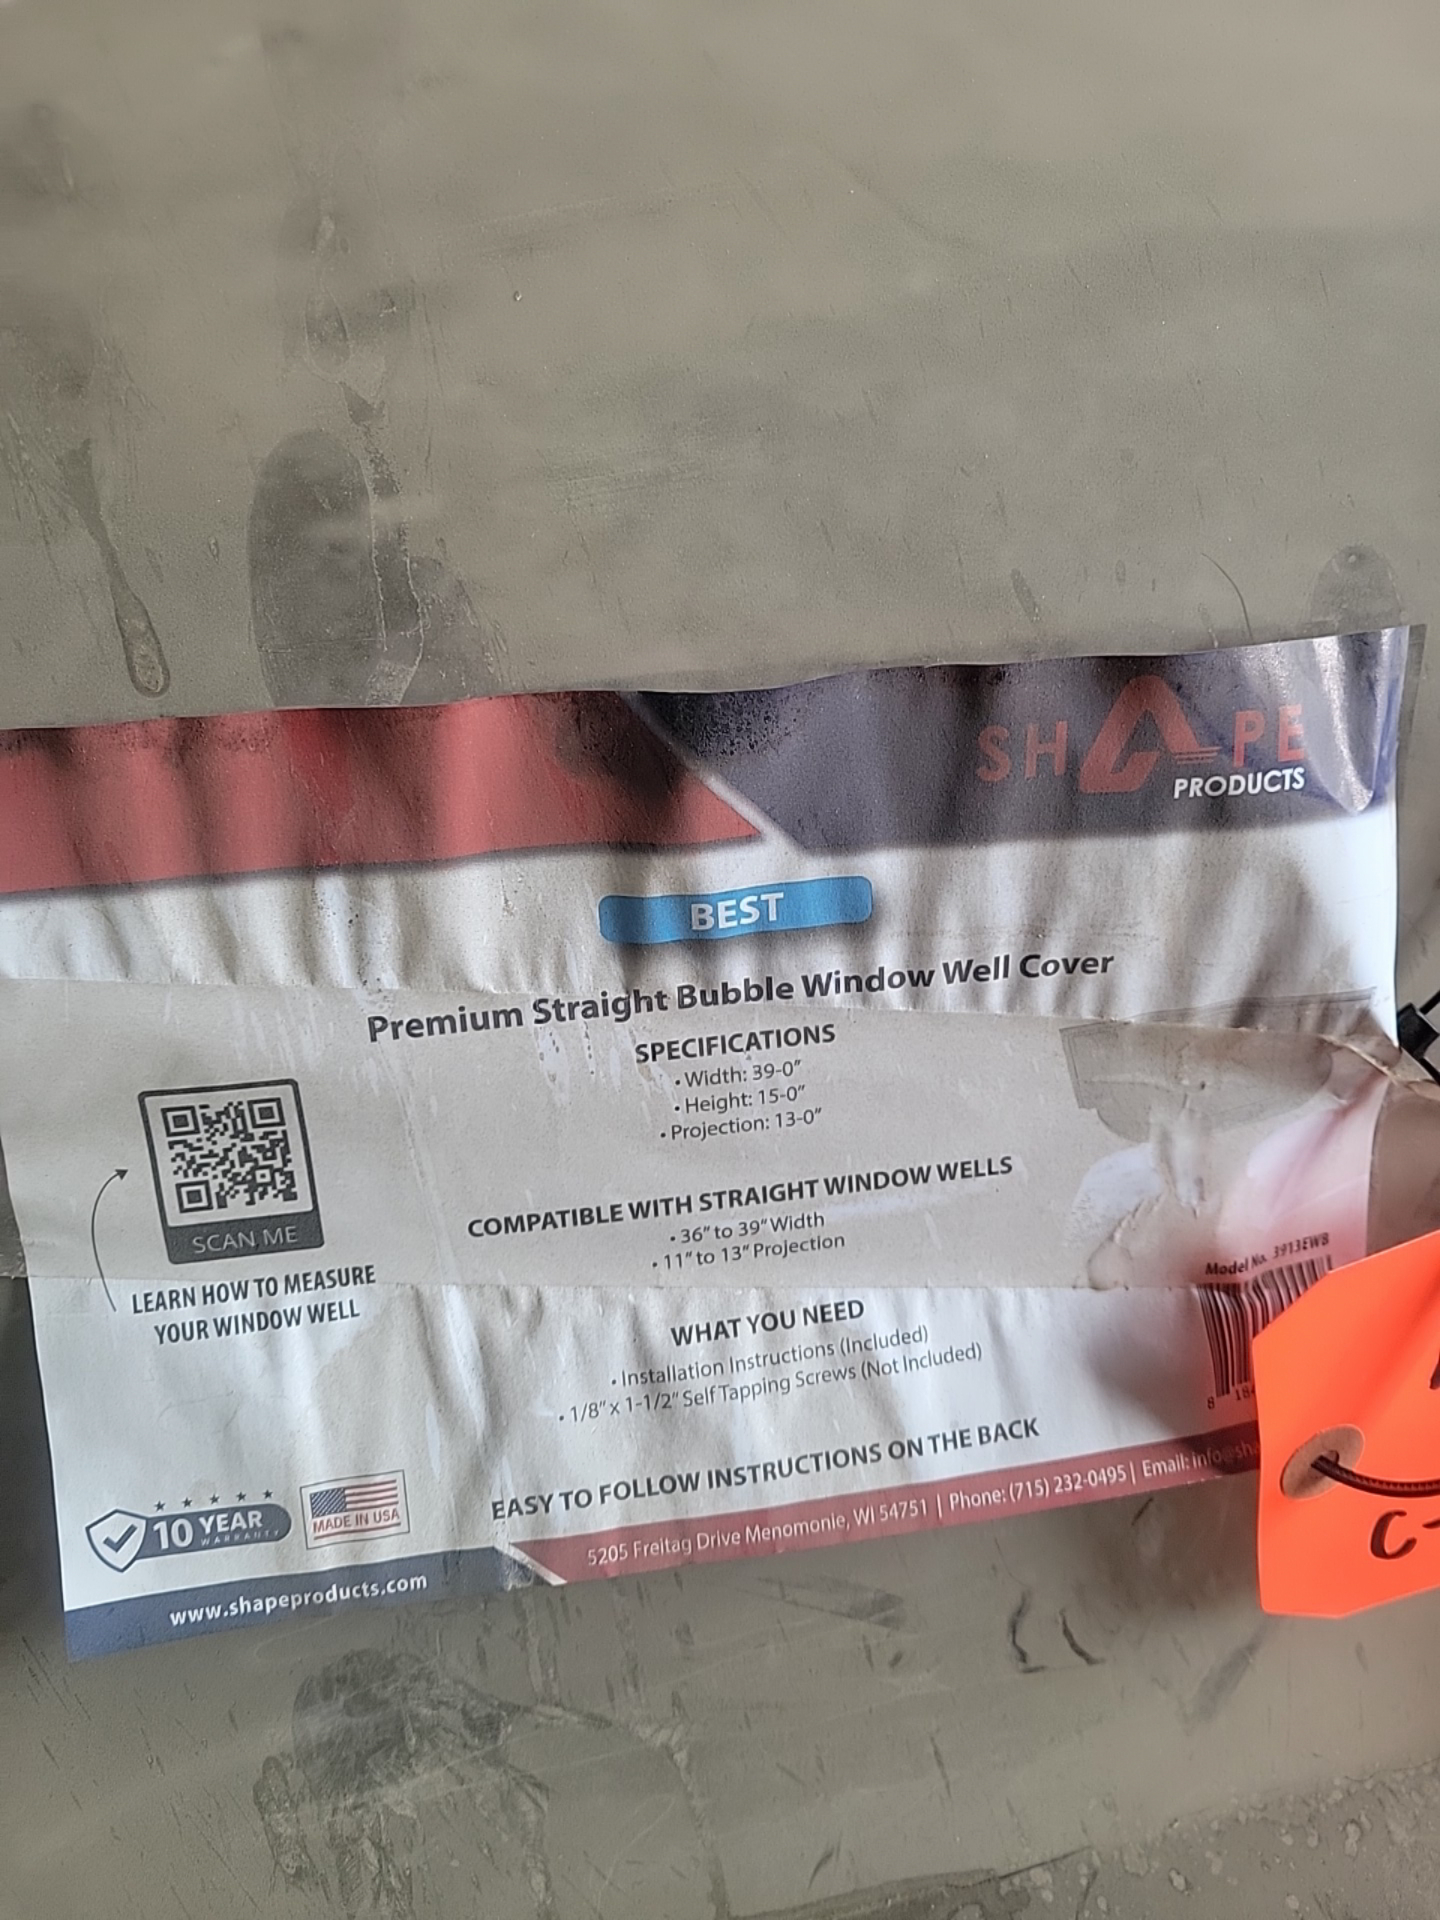 SHAPE
PRODUCTS
BEST
Premium Straight Bubble Window Well Cover
SPECIFICATIONS
• Width: 39-0"
• Height: 15-0"
• Projection: 13-0"
COMPATIBLE WITH STRAIGHT WINDOW WELLS
• 36" to 39" Width
• 11" to 13" Projection
SCAN ME
LEARN HOW TO MEASURE
YOUR WINDOW WELL
Model No. 3913EWB
WHAT YOU NEED
• Installation Instructions (Included)
• 1/8" x 1-1/2" Self Tapping Screws (Not Included)
EASY TO FOLLOW INSTRUCTIONS ON THE BACK
10 YEAR
WARRANTY
MADE IN USA
5205 Freitag Drive Menomonie, WI 54751 | Phone: (715) 232-0495 | Email:
www.shapeproducts.com